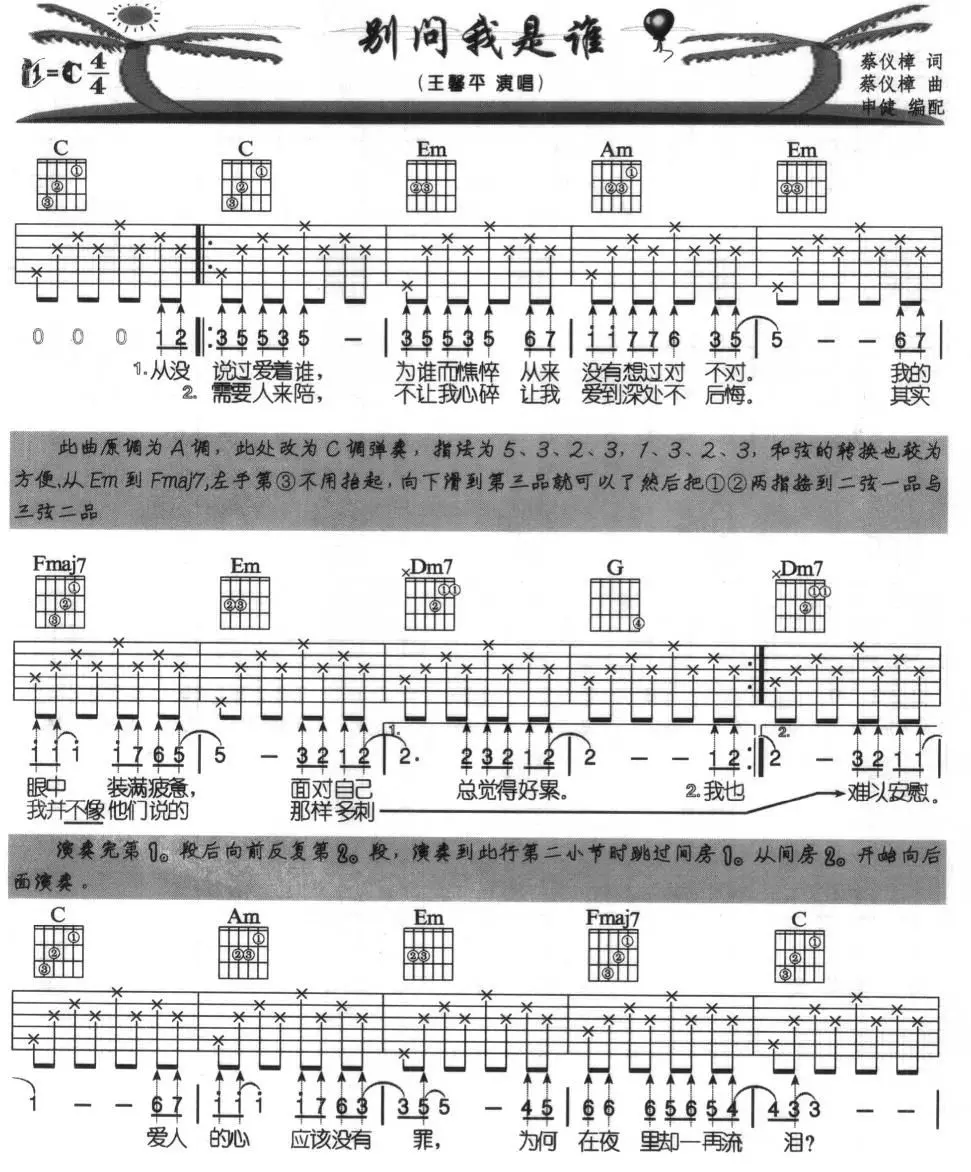 别问我是谁
(王馨平 演唱)
1=C 4/4
蔡仪樟 词
蔡仪樟 曲
申健 编配
C C Em Am Em
0 0 0 1 2 3 5 5 3 5 — 3 5 5 3 5 6 7 1 1 7 7 6 3 5 5 — — 6 7
1.从没 说过爱着谁, 为谁而憔悴 从来 没有想过对 不对。 我的
2. 需要人来陪, 不让我心碎 让我 爱到深处不 后悔。 其实
此曲原调为A调,此处改为C调弹奏,指法为5、3、2、3,1、3、2、3,和弦的转换也较为
方便、从Em到Fmaj7,左手第③不用抬起,向下滑到第三品就可以了然后把①②两指按到二弦一品与
三弦二品
Fmaj7 Em Dm7 G Dm7
1 1 1 1 7 6 5 5 — 3 2 1 2 2. 2 3 2 1 2 2 — — 1 2 2 — 3 2 1 1
1. 2.
眼中 装满疲惫, 面对自己 总觉得好累。 2.我也 难以安慰。
我并不像他们说的 那样多刺
演奏完第1。段后向前反复第2。段,演奏到此行第二小节时跳过间房1。从间房2。开始向后
面演奏。
C Am Em Fmaj7 C
1 — — 6 7 1 1 1 1 7 6 3 3 5 5 — 4 5 6 6 6 5 6 5 4 4 3 3 — —
爱人 的心 应该没有 罪, 为何 在夜 里却一再流 泪?